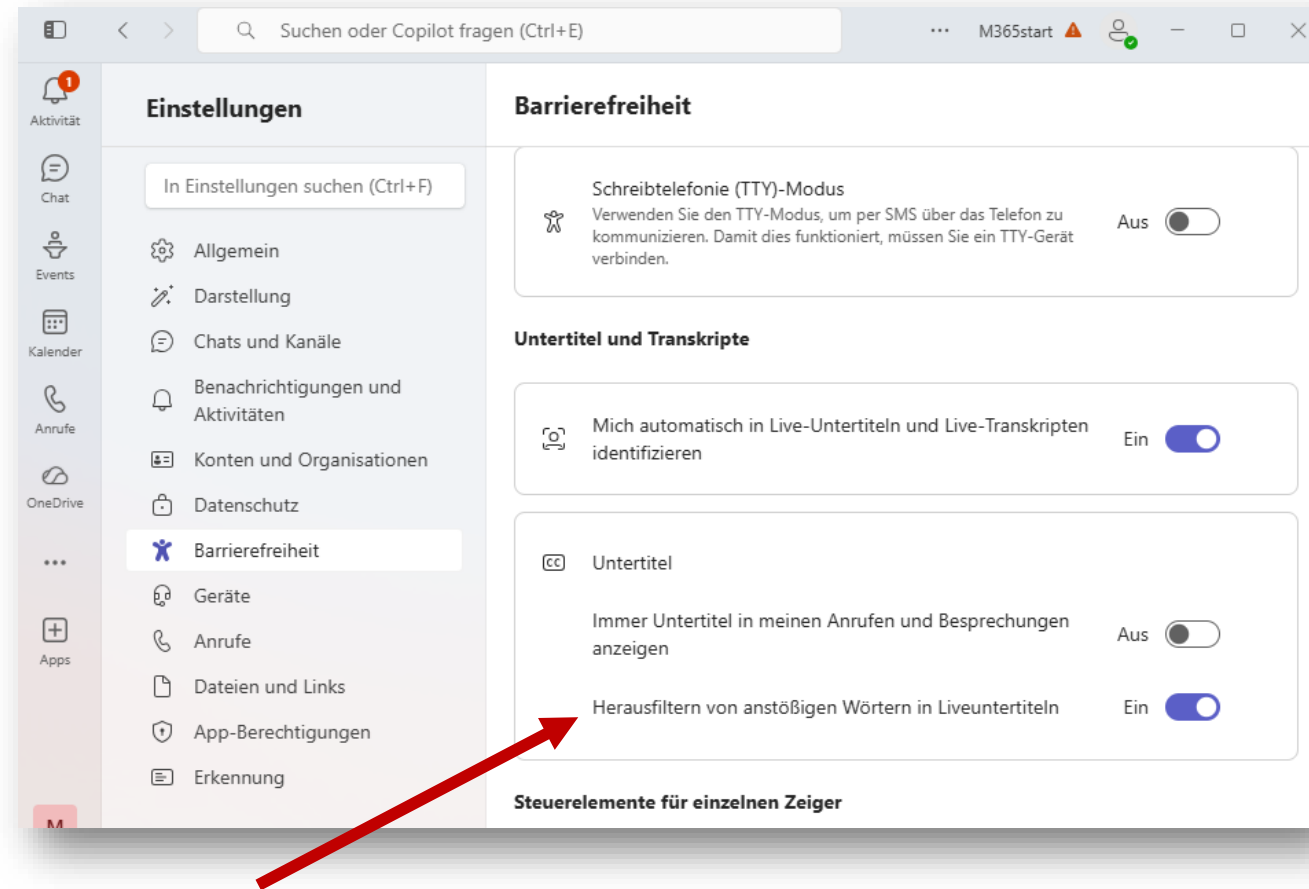 Suchen oder Copilot fragen (Ctrl+E)
M365start
1
Aktivität
Chat
Events
Kalender
Anrufe
OneDrive
Apps
M
Einstellungen
In Einstellungen suchen (Ctrl+F)
Allgemein
Darstellung
Chats und Kanäle
Benachrichtigungen und
Aktivitäten
Konten und Organisationen
Datenschutz
Barrierefreiheit
Geräte
Anrufe
Dateien und Links
App-Berechtigungen
Erkennung
Barrierefreiheit
Schreibtelefonie (TTY)-Modus
Verwenden Sie den TTY-Modus, um per SMS über das Telefon zu
kommunizieren. Damit dies funktioniert, müssen Sie ein TTY-Gerät
verbinden.
Aus
Untertitel und Transkripte
Mich automatisch in Live-Untertiteln und Live-Transkripten
identifizieren
Ein
CC
Untertitel
Immer Untertitel in meinen Anrufen und Besprechungen
anzeigen
Aus
Herausfiltern von anstößigen Wörtern in Liveuntertiteln
Ein
Steuerelemente für einzelnen Zeiger